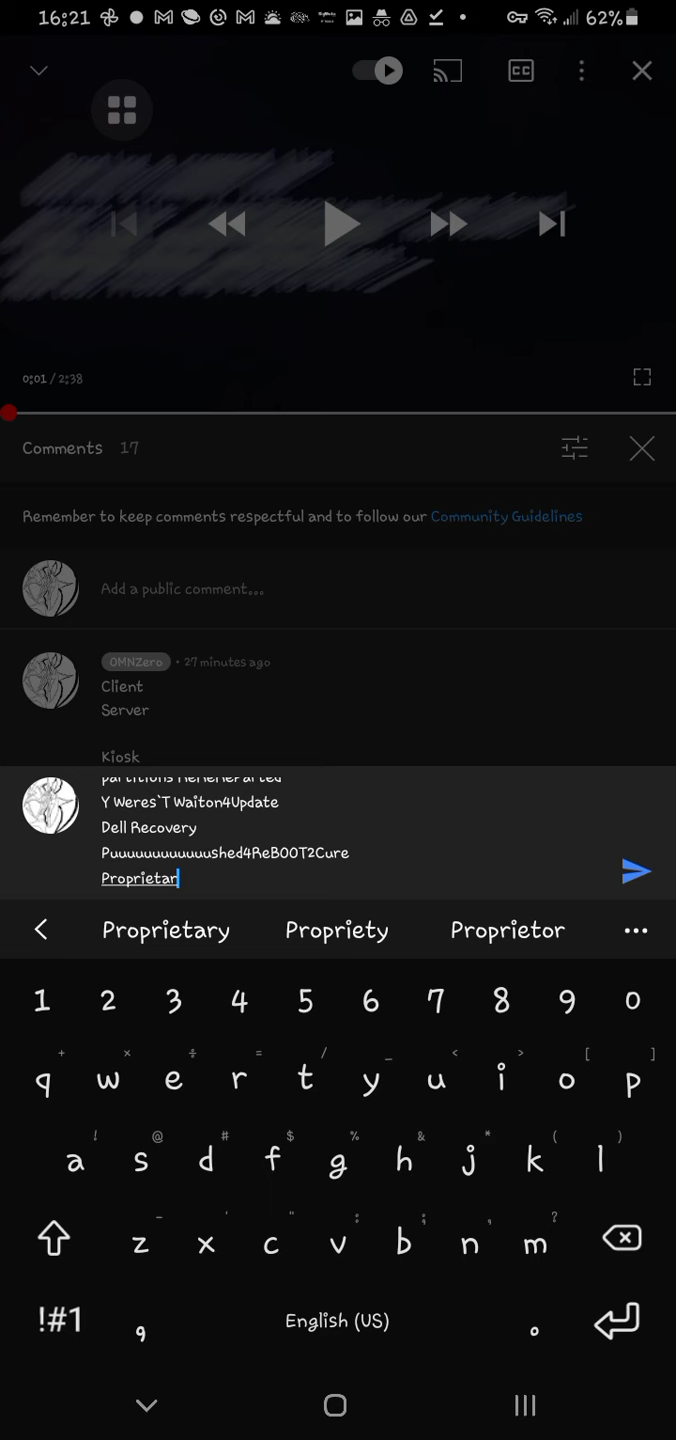 16:21
62%
CC
0:01 / 2:38
Comments 17
Remember to keep comments respectful and to follow our Community Guidelines
Add a public comment...
OMNZero • 27 minutes ago
Client
Server
Kiosk
Y Weres`T Waiton4Update
Dell Recovery
Puuuuuuuuuuuushed4ReBOOT2Cure
Proprietar
Proprietary Propriety Proprietor
1 2 3 4 5 6 7 8 9 0
+ × ÷ = / _ < > [ ]
q w e r t y u i o p
! @ # $ % & * ( )
a s d f g h j k l
- ' " : ; , ?
z x c v b n m
!#1 , English (US) .